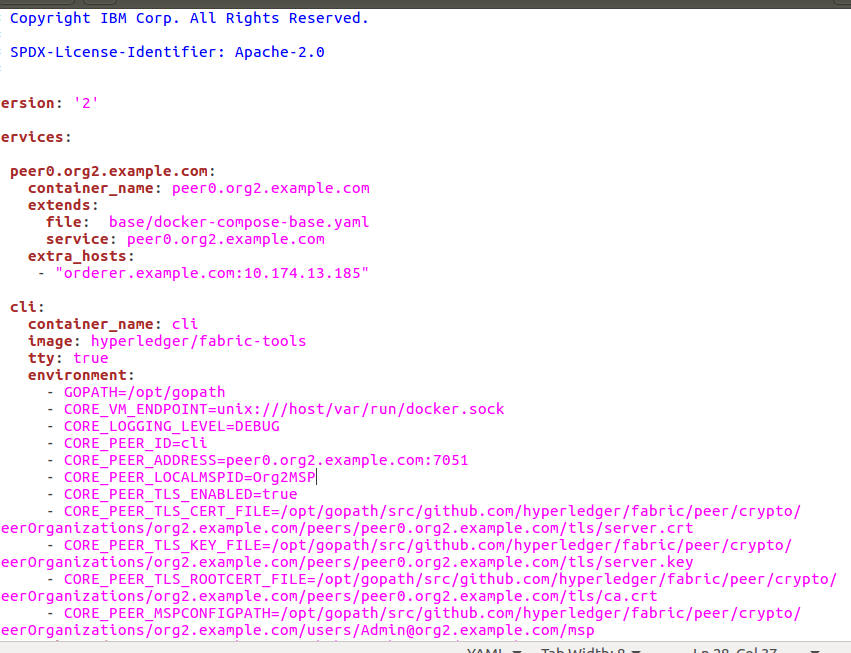 Copyright IBM Corp. All Rights Reserved.
SPDX-License-Identifier: Apache-2.0
ersion: '2'
ervices:
peer0.org2.example.com:
container_name: peer0.org2.example.com
extends:
file:  base/docker-compose-base.yaml
service: peer0.org2.example.com
extra_hosts:
- "orderer.example.com:10.174.13.185"
cli:
container_name: cli
image: hyperledger/fabric-tools
tty: true
environment:
- GOPATH=/opt/gopath
- CORE_VM_ENDPOINT=unix:///host/var/run/docker.sock
- CORE_LOGGING_LEVEL=DEBUG
- CORE_PEER_ID=cli
- CORE_PEER_ADDRESS=peer0.org2.example.com:7051
- CORE_PEER_LOCALMSPID=Org2MSP
- CORE_PEER_TLS_ENABLED=true
- CORE_PEER_TLS_CERT_FILE=/opt/gopath/src/github.com/hyperledger/fabric/peer/crypto/
eerOrganizations/org2.example.com/peers/peer0.org2.example.com/tls/server.crt
- CORE_PEER_TLS_KEY_FILE=/opt/gopath/src/github.com/hyperledger/fabric/peer/crypto/
eerOrganizations/org2.example.com/peers/peer0.org2.example.com/tls/server.key
- CORE_PEER_TLS_ROOTCERT_FILE=/opt/gopath/src/github.com/hyperledger/fabric/peer/crypto/
eerOrganizations/org2.example.com/peers/peer0.org2.example.com/tls/ca.crt
- CORE_PEER_MSPCONFIGPATH=/opt/gopath/src/github.com/hyperledger/fabric/peer/crypto/
eerOrganizations/org2.example.com/users/Admin@org2.example.com/msp
YAML Tab Width: 8 Ln 28, Col 37